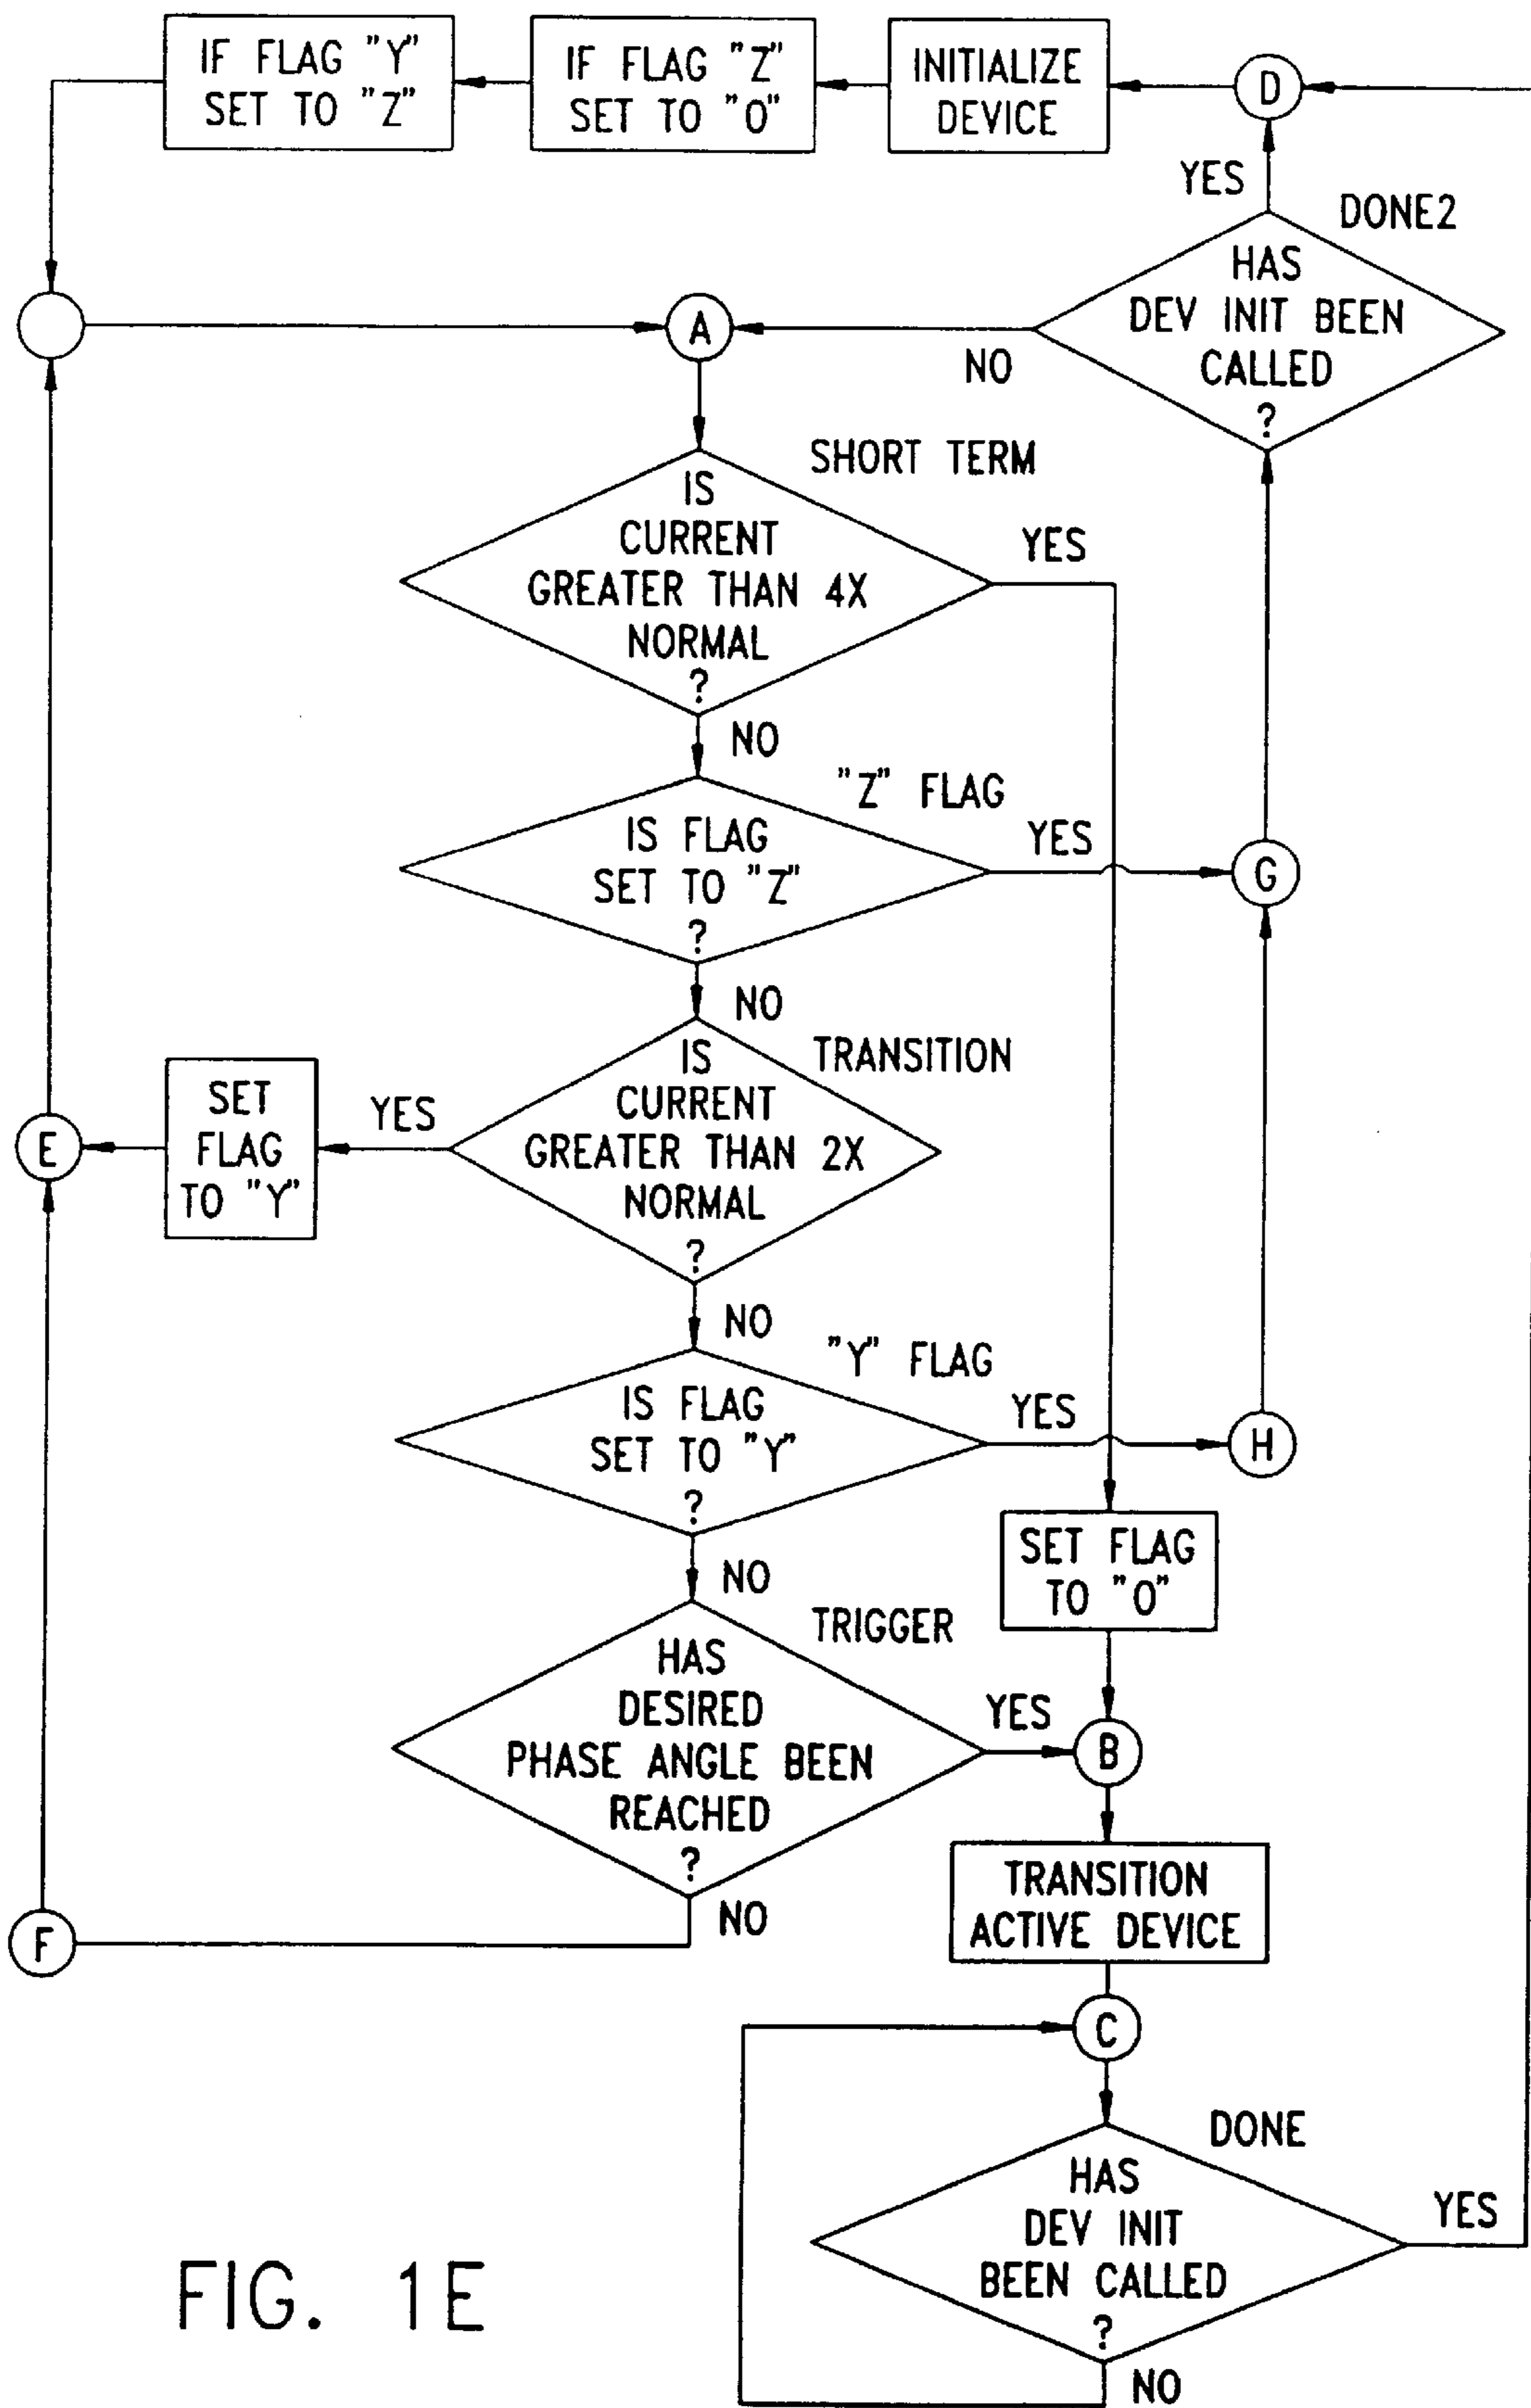 IF FLAG "Y"
SET TO "Z"
IF FLAG "Z"
SET TO "0"
INITIALIZE
DEVICE
D
YES
DONE2
HAS
DEV INIT BEEN
CALLED
?
NO
A
SHORT TERM
IS
CURRENT
GREATER THAN 4X
NORMAL
?
YES
NO
"Z" FLAG
IS FLAG
SET TO "Z"
?
YES
G
NO
TRANSITION
IS
CURRENT
GREATER THAN 2X
NORMAL
?
YES
SET
FLAG
TO "Y"
E
NO
"Y" FLAG
IS FLAG
SET TO "Y"
?
YES
H
NO
SET FLAG
TO "0"
TRIGGER
HAS
DESIRED
PHASE ANGLE BEEN
REACHED
?
YES
B
NO
F
TRANSITION
ACTIVE DEVICE
C
DONE
HAS
DEV INIT
BEEN CALLED
?
YES
NO
FIG. 1E